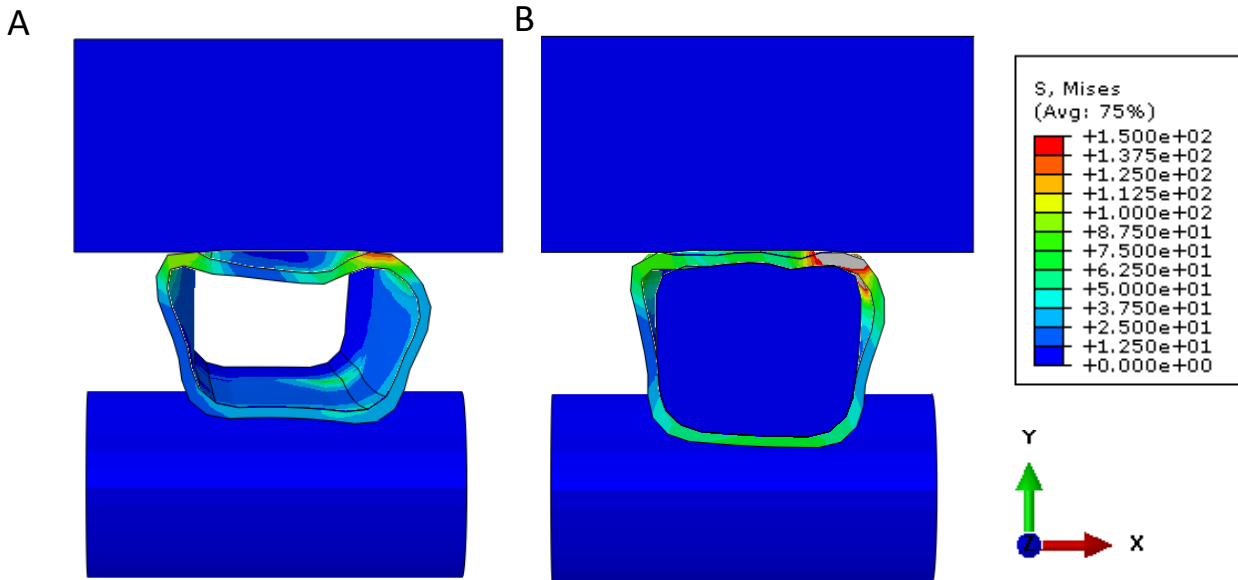 A
B
S, Mises
(Avg: 75%)
+1.500e+02
+1.375e+02
+1.250e+02
+1.125e+02
+1.000e+02
+8.750e+01
+7.500e+01
+6.250e+01
+5.000e+01
+3.750e+01
+2.500e+01
+1.250e+01
+0.000e+00
Y
Z
X